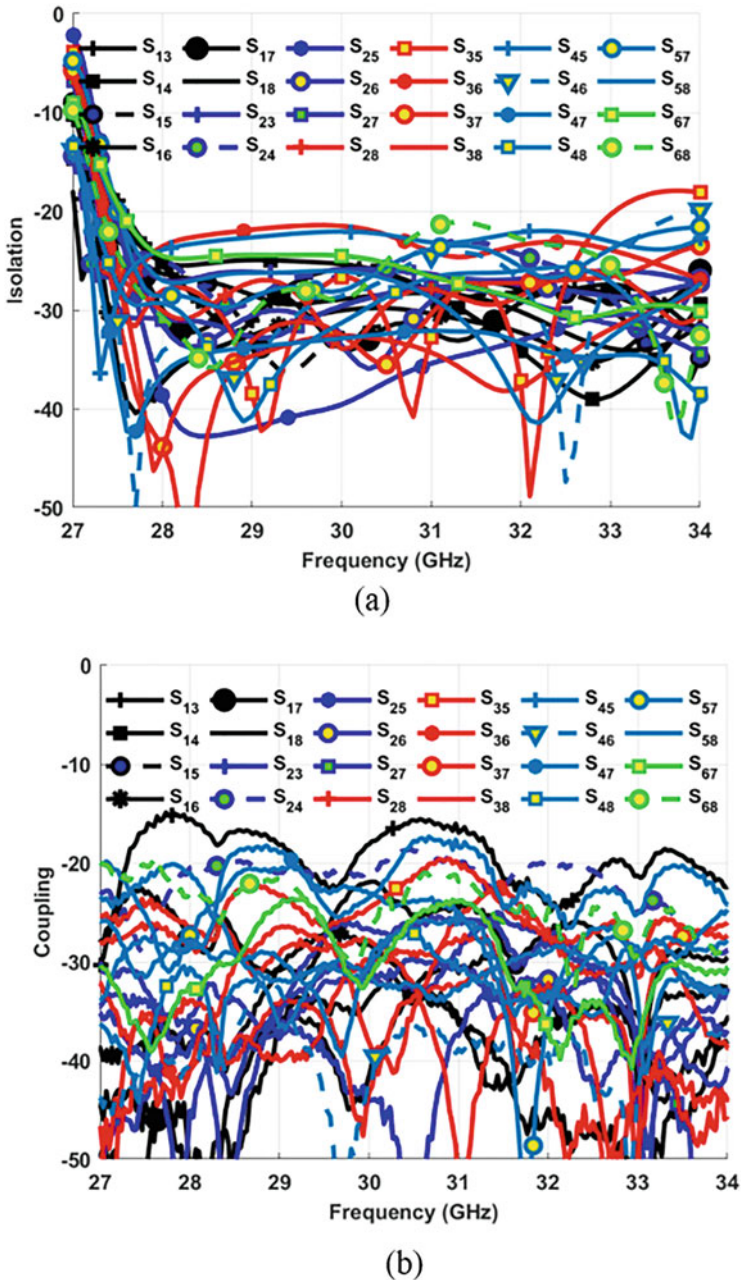 0
S13 S17 S25 S35 S45 S57
S14 S18 S26 S36 S46 S58
-10
S15 S23 S27 S37 S47 S67
S16 S24 S28 S38 S48 S68
-20
Isolation
-30
-40
-50
27 28 29 30 31 32 33 34
Frequency (GHz)
(a)
0
S13 S17 S25 S35 S45 S57
S14 S18 S26 S36 S46 S58
-10
S15 S23 S27 S37 S47 S67
S16 S24 S28 S38 S48 S68
-20
Coupling
-30
-40
-50
27 28 29 30 31 32 33 34
Frequency (GHz)
(b)